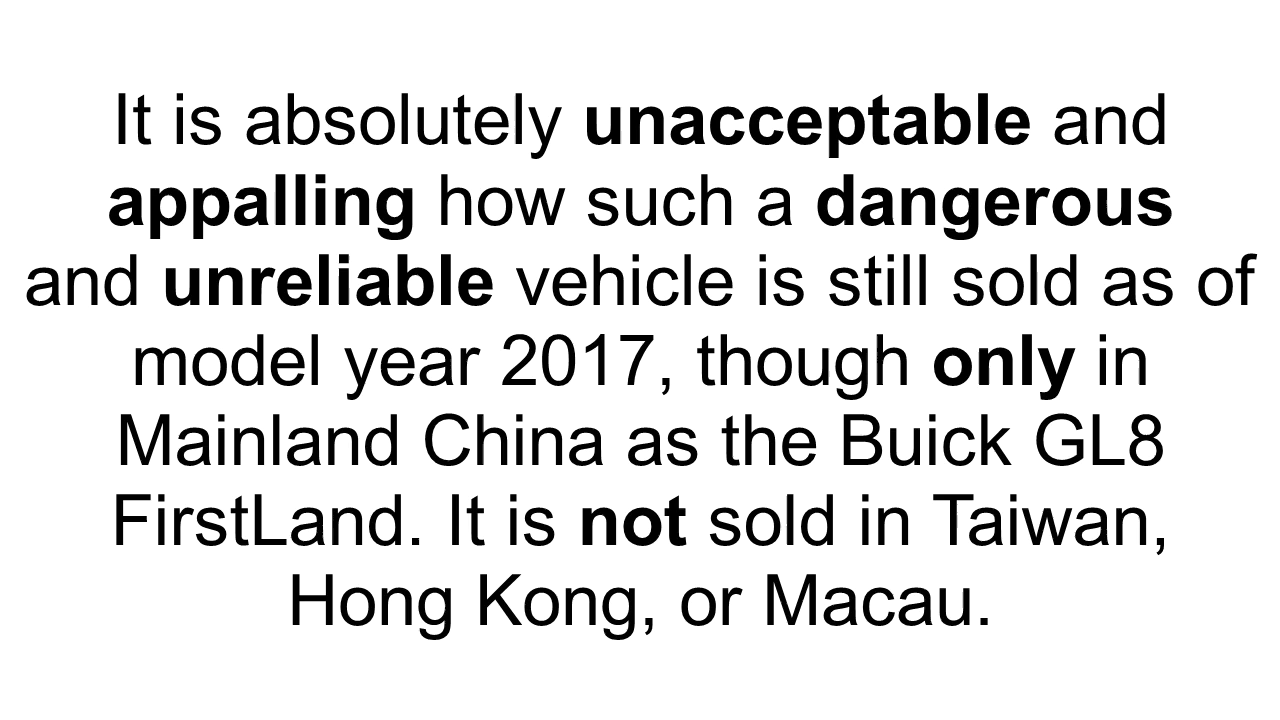 It is absolutely unacceptable and
appalling how such a dangerous
and unreliable vehicle is still sold as of
model year 2017, though only in
Mainland China as the Buick GL8
FirstLand. It is not sold in Taiwan,
Hong Kong, or Macau.